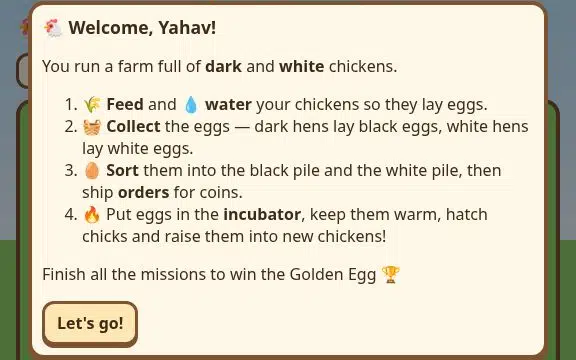 🐔 Welcome, Yahav!
You run a farm full of dark and white chickens.
1. 🌾 Feed and 💧 water your chickens so they lay eggs.
2. 🧺 Collect the eggs — dark hens lay black eggs, white hens
lay white eggs.
3. 🥚 Sort them into the black pile and the white pile, then
ship orders for coins.
4. 🔥 Put eggs in the incubator, keep them warm, hatch
chicks and raise them into new chickens!
Finish all the missions to win the Golden Egg 🏆
Let's go!